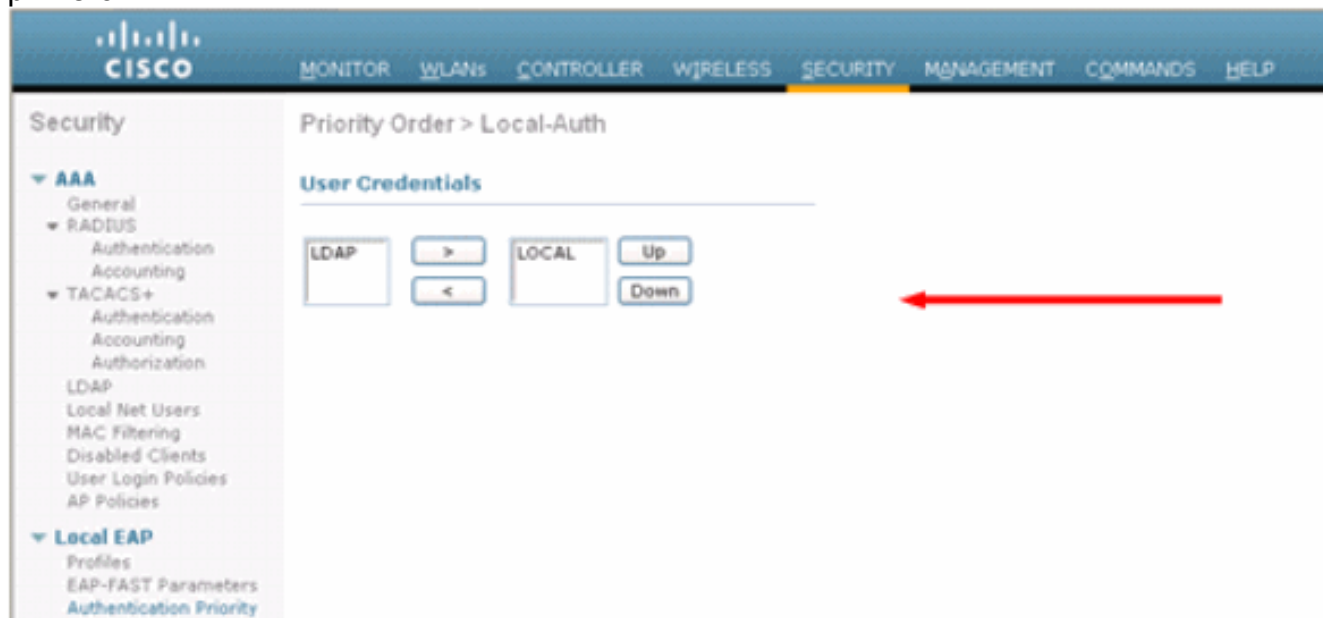 CISCO
MONITOR WLANs CONTROLLER WIRELESS SECURITY MANAGEMENT COMMANDS HELP
Security
AAA
General
RADIUS
Authentication
Accounting
TACACS+
Authentication
Accounting
Authorization
LDAP
Local Net Users
MAC Filtering
Disabled Clients
User Login Policies
AP Policies
Local EAP
Profiles
EAP-FAST Parameters
Authentication Priority
Priority Order > Local-Auth
User Credentials
LDAP > LOCAL Up
< Down